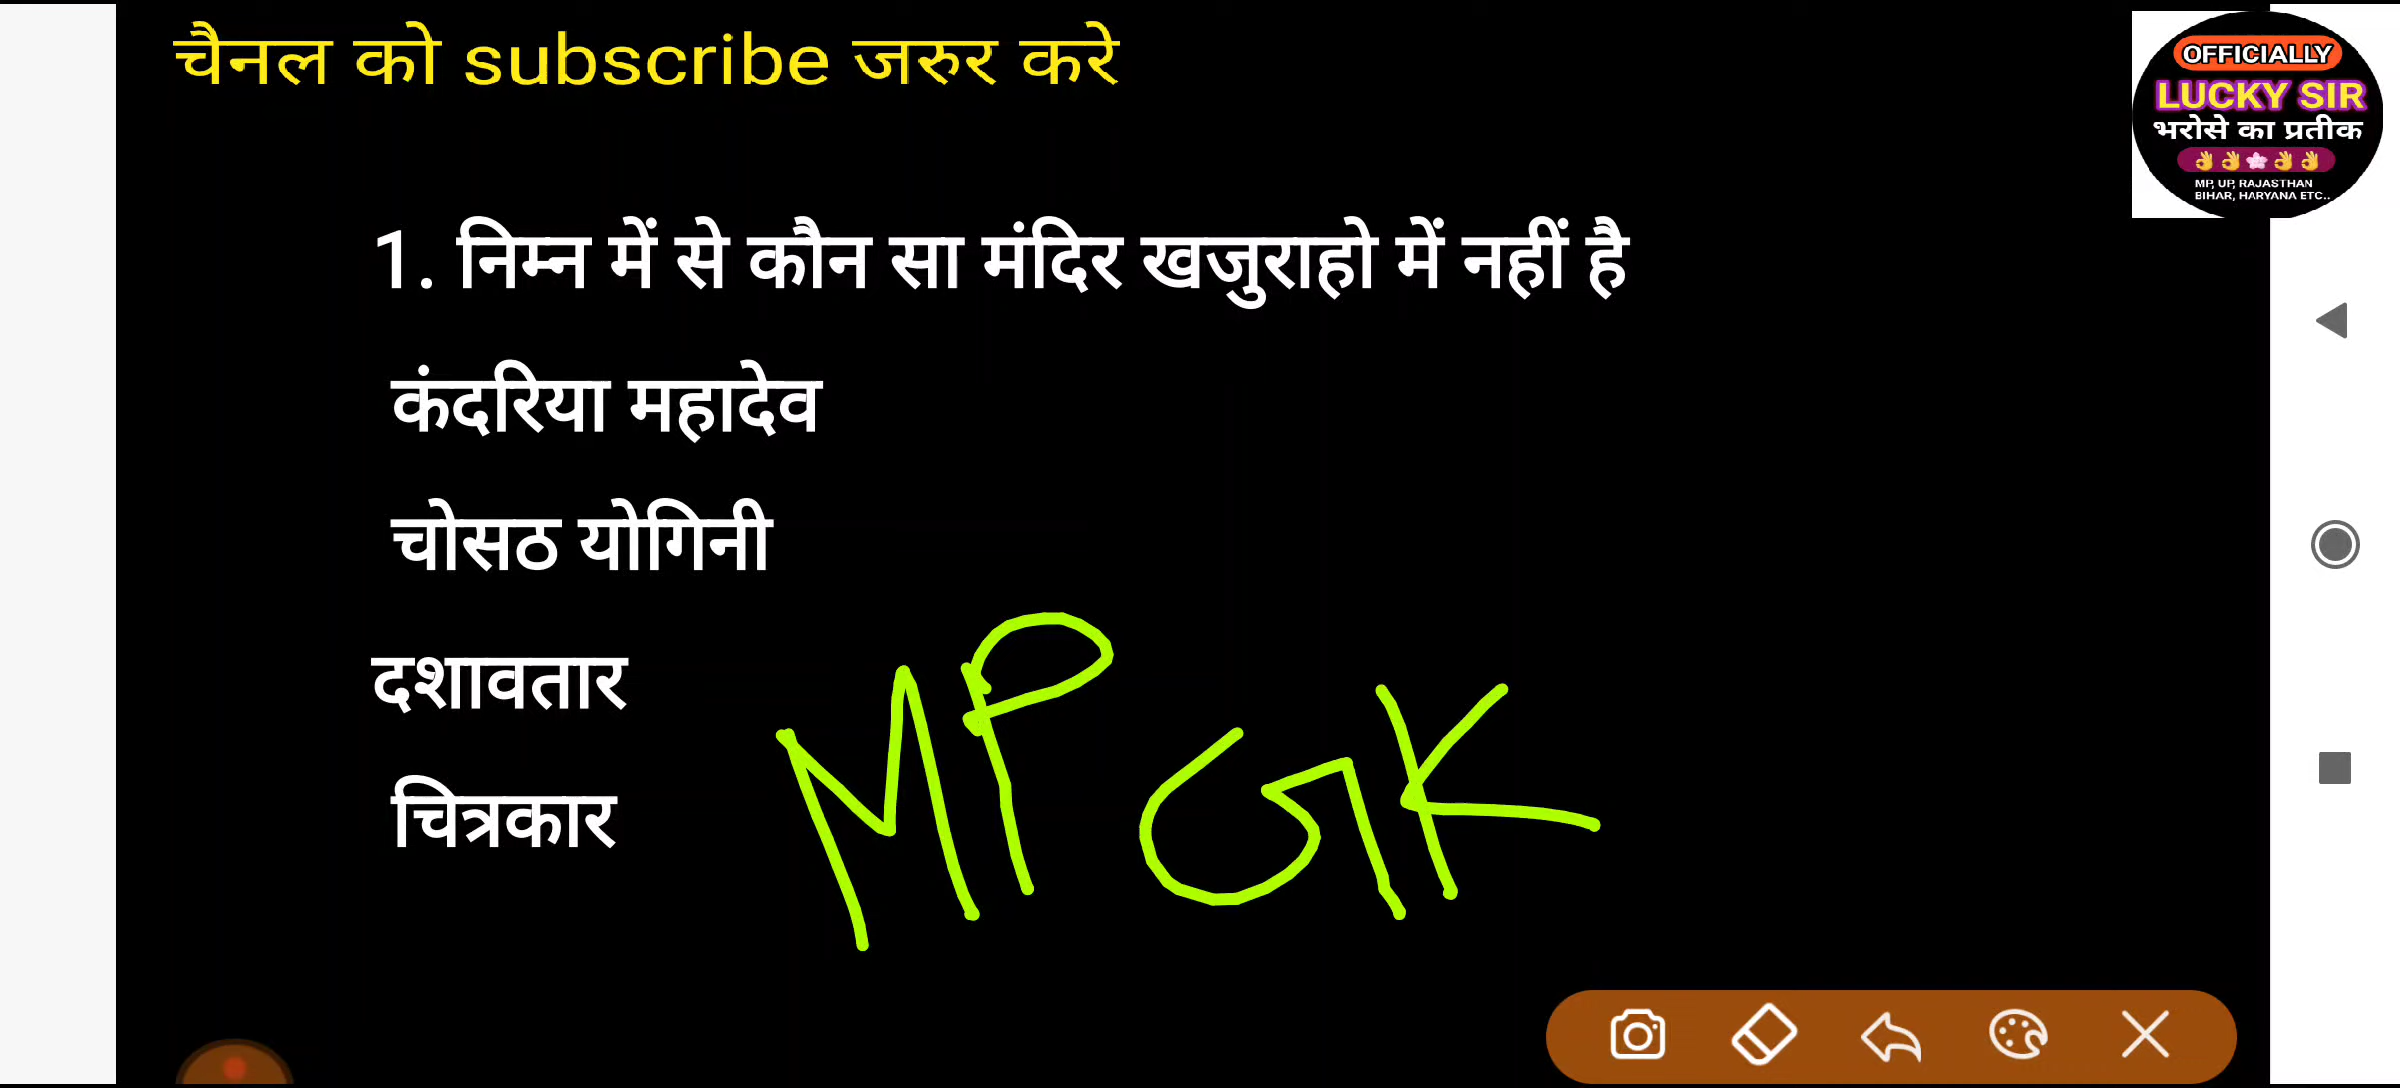 चैनल को subscribe जरुर करे
OFFICIALLY
LUCKY SIR
भरोसे का प्रतीक
MP, UP, RAJASTHAN
BIHAR, HARYANA ETC..
1. निम्न में से कौन सा मंदिर खजुराहो में नहीं है
कंदरिया महादेव
चोसठ योगिनी
दशावतार
चित्रकार
MP GK